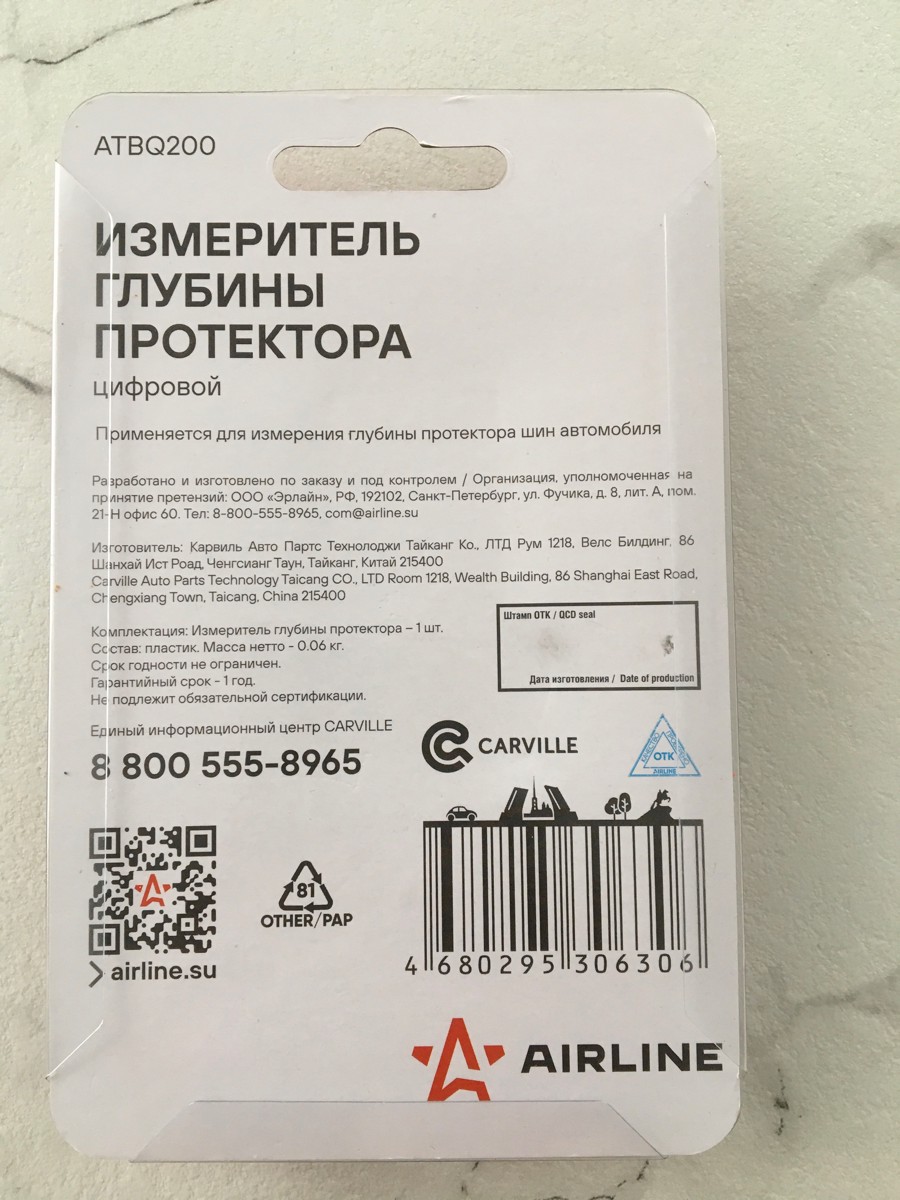 ATBQ200
ИЗМЕРИТЕЛЬ
ГЛУБИНЫ
ПРОТЕКТОРА
цифровой
Применяется для измерения глубины протектора шин автомобиля
Разработано и изготовлено по заказу и под контролем / Организация, уполномоченная на
принятие претензий: ООО «Эрлайн», РФ, 192102, Санкт-Петербург, ул. Фучика, д. 8, лит. А, пом.
21-Н офис 60. Тел: 8-800-555-8965, com@airline.su
Изготовитель: Карвиль Авто Партс Технолоджи Тайканг Ко., ЛТД Рум 1218, Велс Билдинг, 86
Шанхай Ист Роад, Ченгсианг Таун, Тайканг, Китай 215400
Carville Auto Parts Technology Taicang CO., LTD Room 1218, Wealth Building, 86 Shanghai East Road,
Chengxiang Town, Taicang, China 215400
Комплектация: Измеритель глубины протектора – 1 шт.
Состав: пластик. Масса нетто - 0.06 кг.
Срок годности не ограничен.
Гарантийный срок - 1 год.
Не подлежит обязательной сертификации.
Штамп ОТК / QCD seal
Дата изготовления / Date of production
Единый информационный центр CARVILLE
8 800 555-8965
CARVILLE
КАЧЕСТВО
ПРОВЕРЕНО
ОТК
AIRLINE
81
OTHER/PAP
airline.su
4 680295 306306
AIRLINE